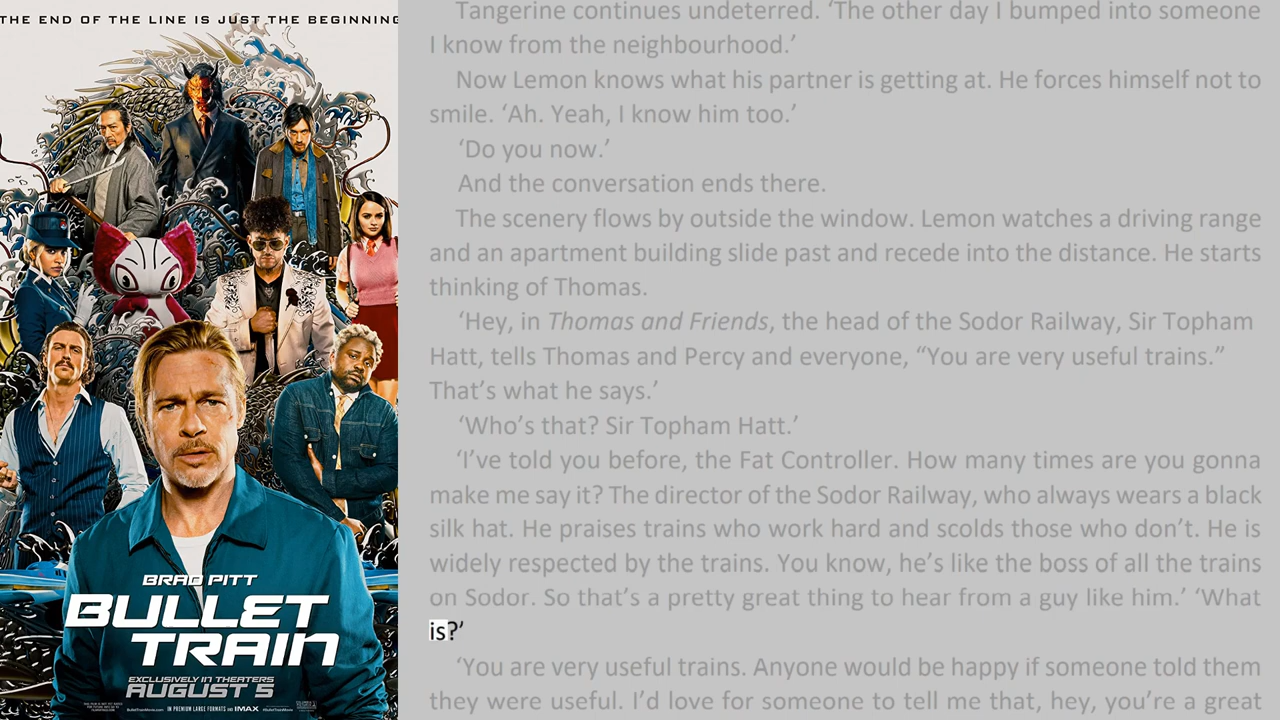 THE END OF THE LINE IS JUST THE BEGINNING
BRAD PITT
BULLET
TRAIN
EXCLUSIVELY IN THEATERS
AUGUST 5
BulletTrainMovie.com
IN PREMIUM LARGE FORMATS AND IMAX
#BulletTrainMovie
Tangerine continues undeterred. ‘The other day I bumped into someone
I know from the neighbourhood.’
Now Lemon knows what his partner is getting at. He forces himself not to
smile. ‘Ah. Yeah, I know him too.’
‘Do you now.’
And the conversation ends there.
The scenery flows by outside the window. Lemon watches a driving range
and an apartment building slide past and recede into the distance. He starts
thinking of Thomas.
‘Hey, in Thomas and Friends, the head of the Sodor Railway, Sir Topham
Hatt, tells Thomas and Percy and everyone, “You are very useful trains.”
That’s what he says.’
‘Who’s that? Sir Topham Hatt.’
‘I’ve told you before, the Fat Controller. How many times are you gonna
make me say it? The director of the Sodor Railway, who always wears a black
silk hat. He praises trains who work hard and scolds those who don’t. He is
widely respected by the trains. You know, he’s like the boss of all the trains
on Sodor. So that’s a pretty great thing to hear from a guy like him.’ ‘What
is?’
‘You are very useful trains. Anyone would be happy if someone told them
they were useful. I’d love for someone to tell me that, hey, you’re a great